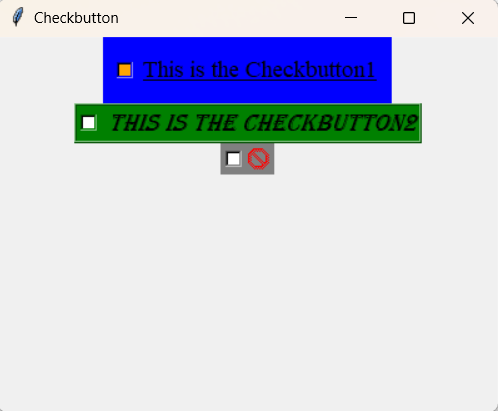 Checkbutton
This is the Checkbutton1
THIS IS THE CHECKBUTTON2